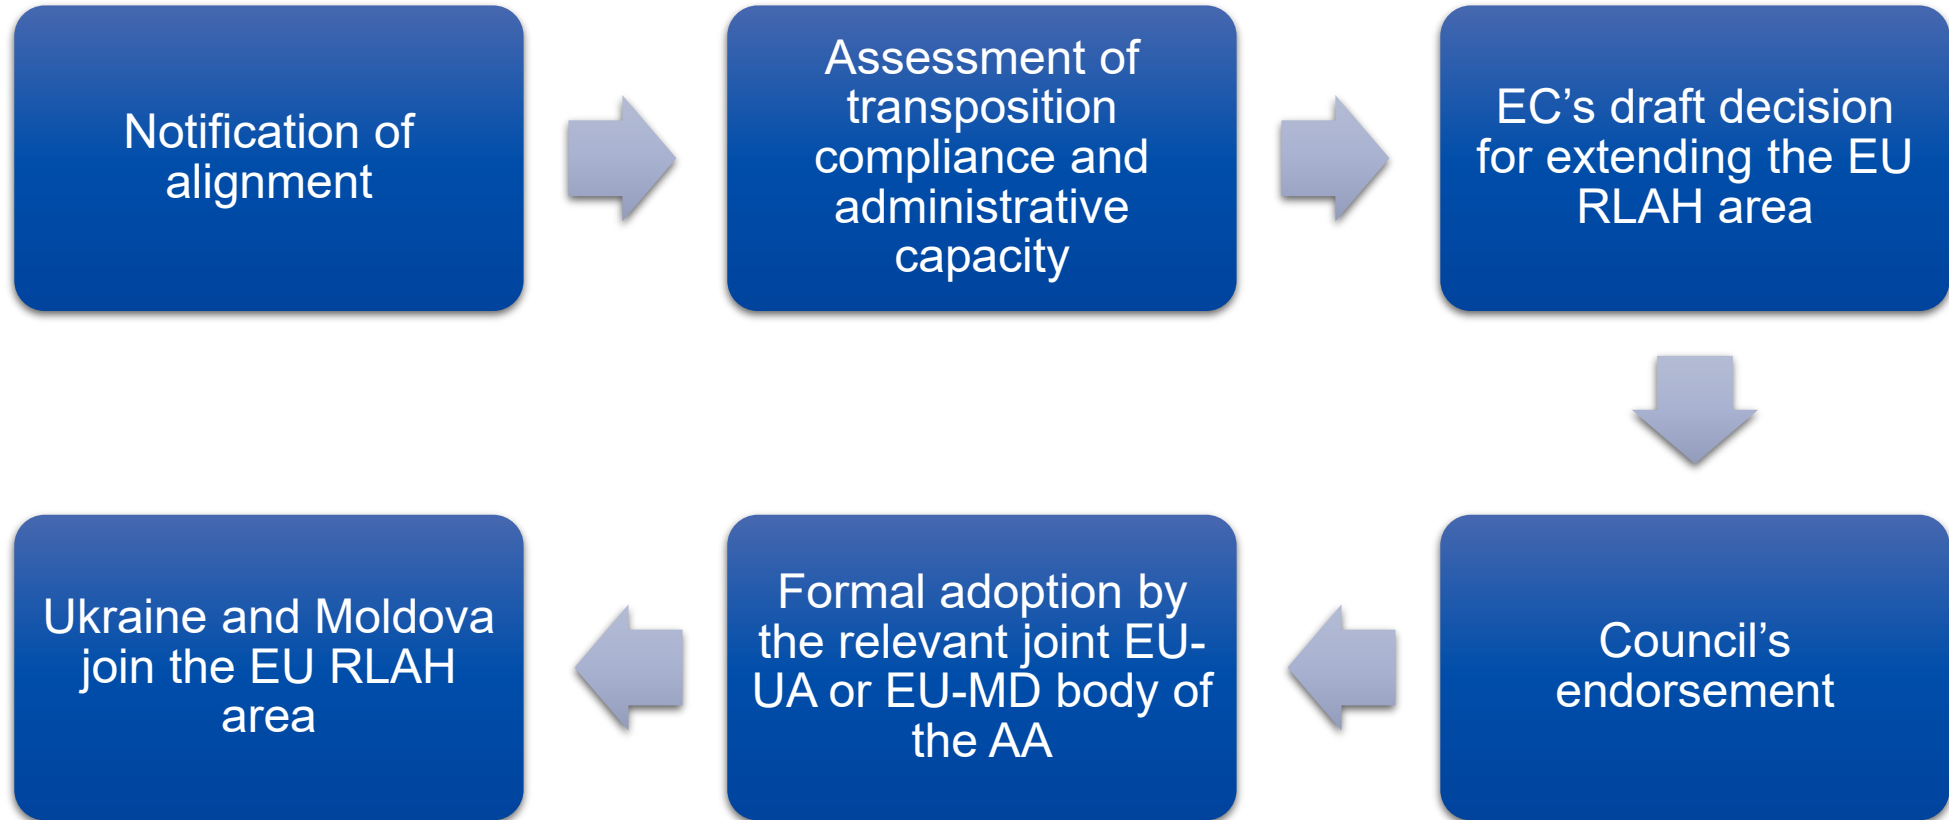 Notification of
alignment
Assessment of
transposition
compliance and
administrative
capacity
EC’s draft decision
for extending the EU
RLAH area
Council’s
endorsement
Formal adoption by
the relevant joint EU-
UA or EU-MD body of
the AA
Ukraine and Moldova
join the EU RLAH
area